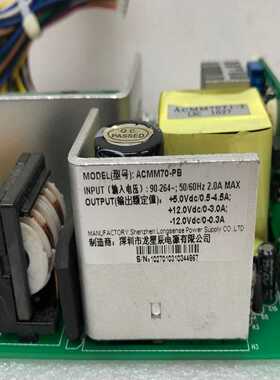 Q.C
PASSED
MODEL(型号): ACMM70-PB
INPUT (输入电压) : 90-264~; 50/60Hz 2.0A MAX
OUTPUT(输出额定值): +5.0Vdc/0.5-4.5A;
+12.0Vdc/0-3.0A;
-12.0Vdc/0-0.3A
MANUFACTORY:Shenzhen Longsense Power Supply CO.LTD
制造商: 深圳市龙星辰电源有限公司